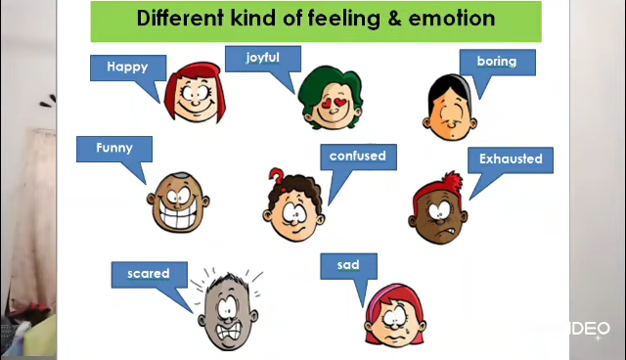 Different kind of feeling & emotion
Happy
joyful
boring
Funny
confused
Exhausted
scared
sad
?